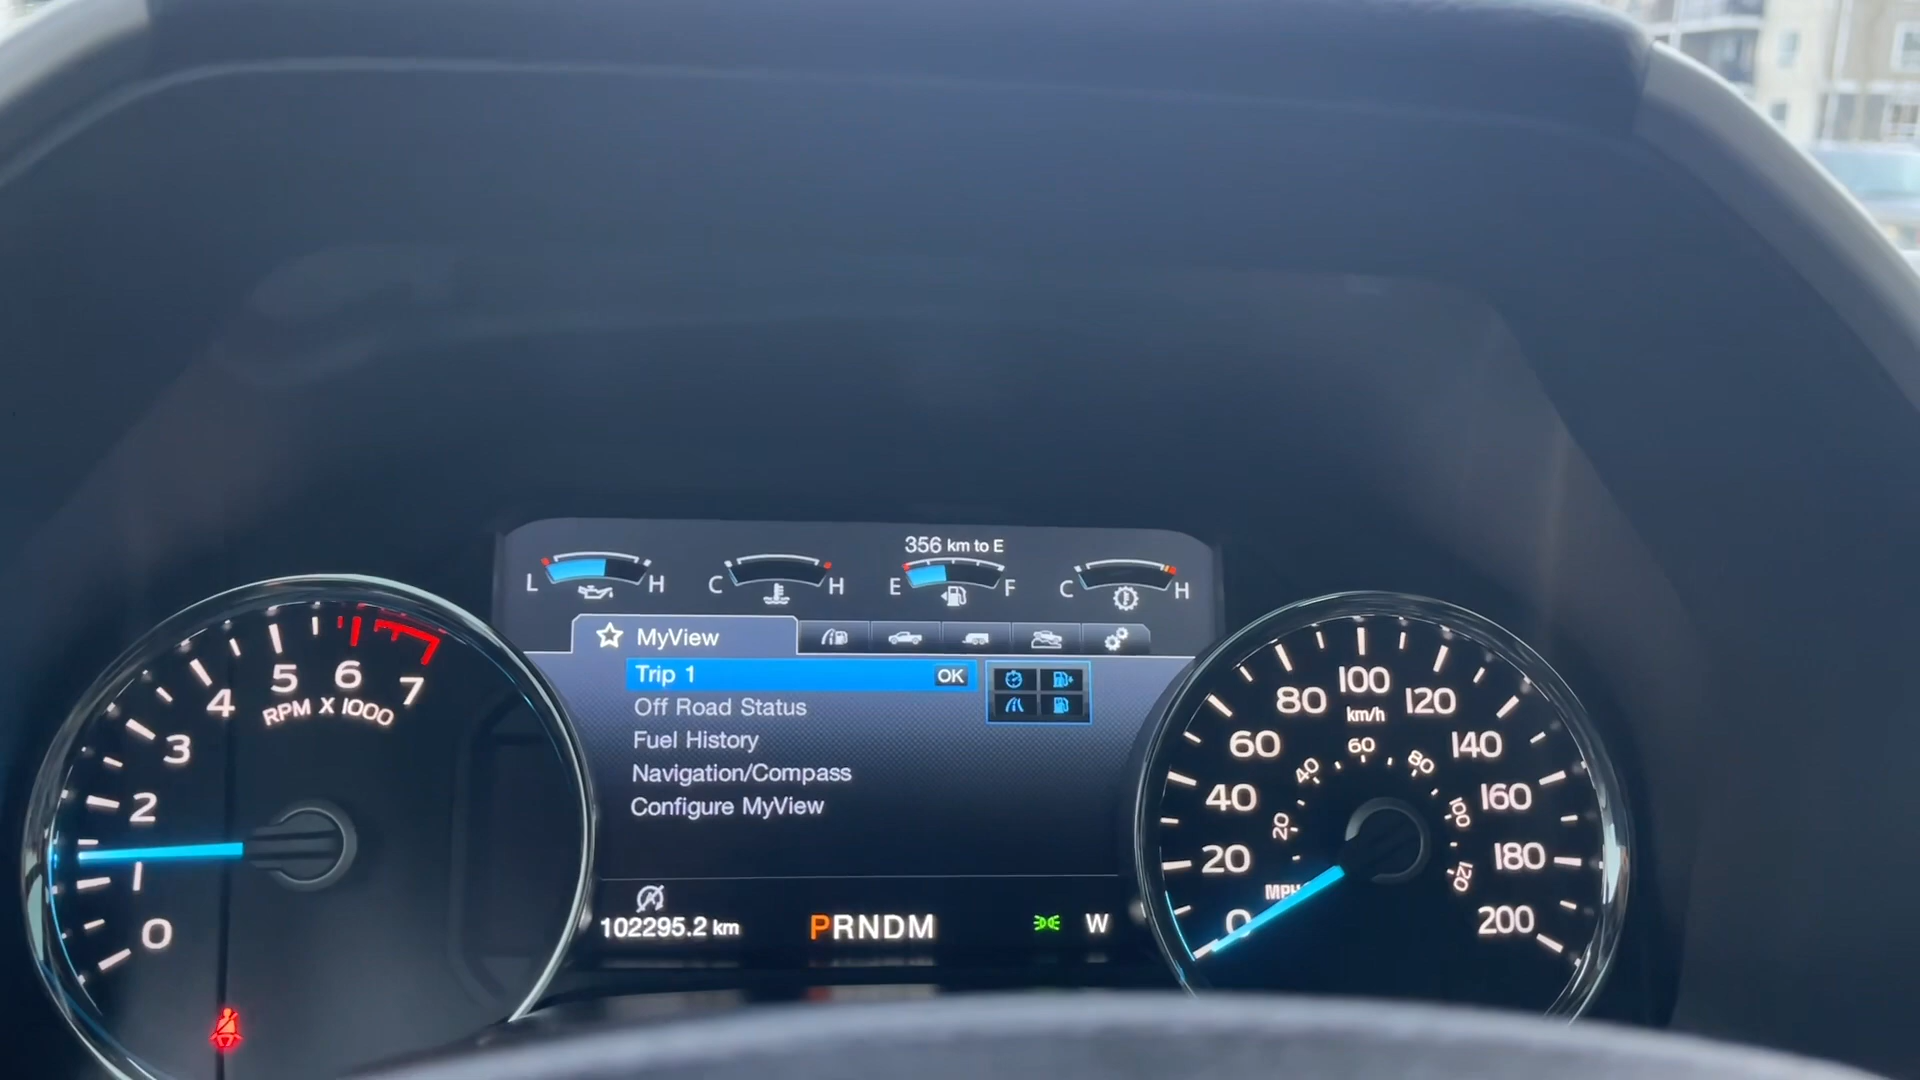 356 km to E
L H C H E F C H
MyView
Trip 1 OK
Off Road Status
Fuel History
Navigation/Compass
Configure MyView
102295.2 km PRNDM W
0 1 2 3 4 5 6 7
RPM X 1000
0 20 40 60 80 100 120 140 160 180 200
km/h
20 40 60 80 100 120
MPH